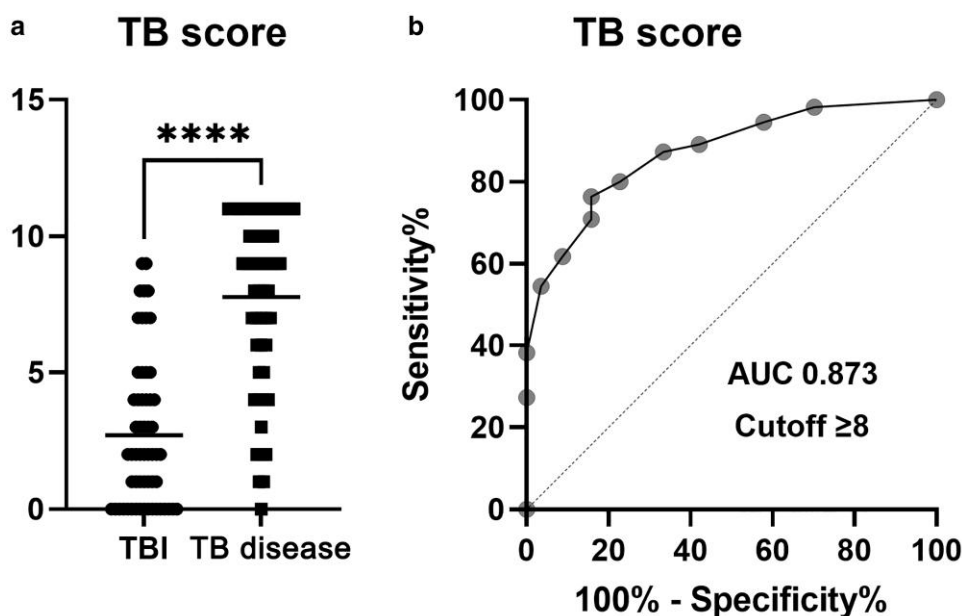 a
TB score
15
10
5
0
****
TBI
TB disease
b
TB score
Sensitivity%
100
80
60
40
20
0
AUC 0.873
Cutoff ≥8
0 20 40 60 80 100
100% - Specificity%